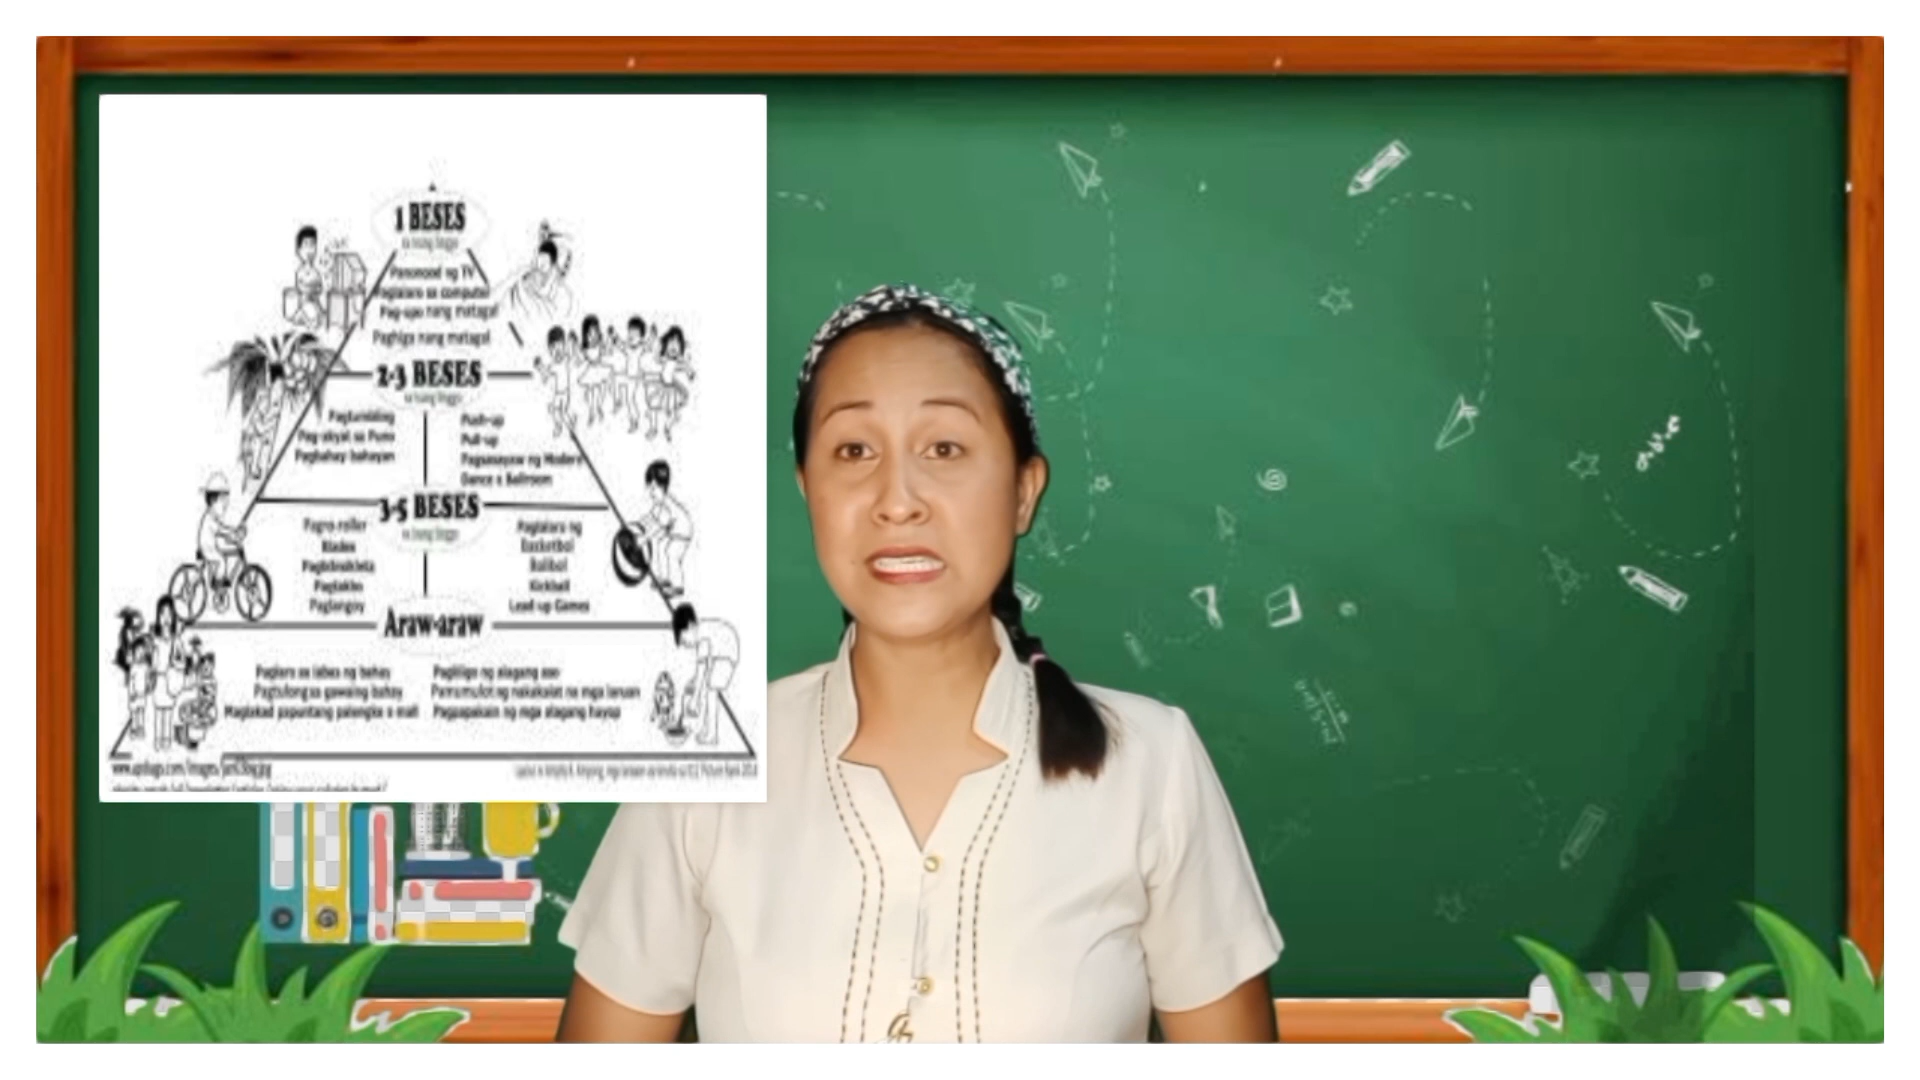 1 BESES
sa isang linggo
Panonood ng TV
Paglalaro sa computer
Pag-upo nang matagal
Paghiga nang matagal
2-3 BESES
sa isang linggo
Pagtumbling
Pag-akyat sa Puno
Pagbahay-bahayan
Push-up
Pull-up
Pagsasayaw ng Modern
Dance o Ballroom
3-5 BESES
sa isang linggo
Pagro-roller
Blades
Pagbibisikleta
Pagtakbo
Paglangoy
Paglalaro ng
Basketbol
Balibol
Kickball
Lead up Games
Araw-araw
Paglaro sa labas ng bahay
Pagtulong sa gawaing bahay
Maglakad papuntang palengke o mall
Pagliligo ng alagang aso
Pamumulot ng nakakalat na mga laruan
Pagpapakain ng mga alagang hayop